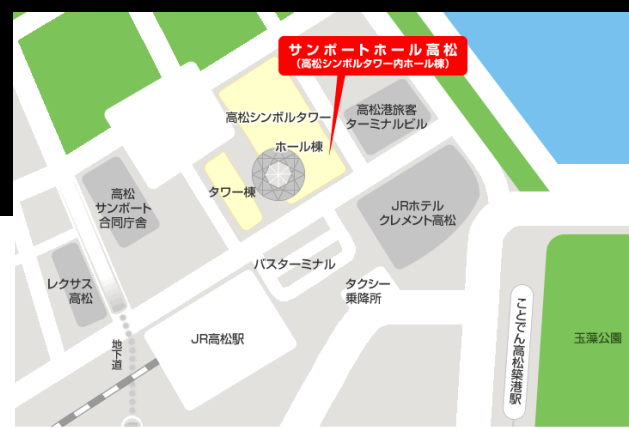 サンポートホール高松
(高松シンボルタワー内ホール棟)
高松シンボルタワー
ホール棟
高松港旅客
ターミナルビル
タワー棟
高松
サンポート
合同庁舎
JRホテル
クレメント高松
レクサス
高松
バスターミナル
タクシー
乗降所
地下道
JR高松駅
ことでん高松築港駅
玉藻公園